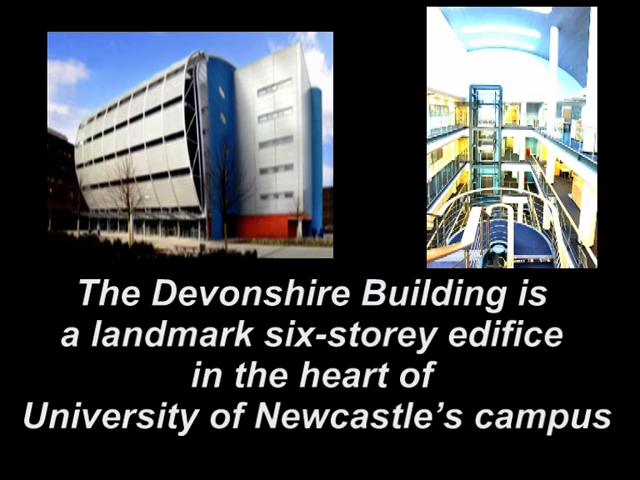 The Devonshire Building is
a landmark six-storey edifice
in the heart of
University of Newcastle’s campus